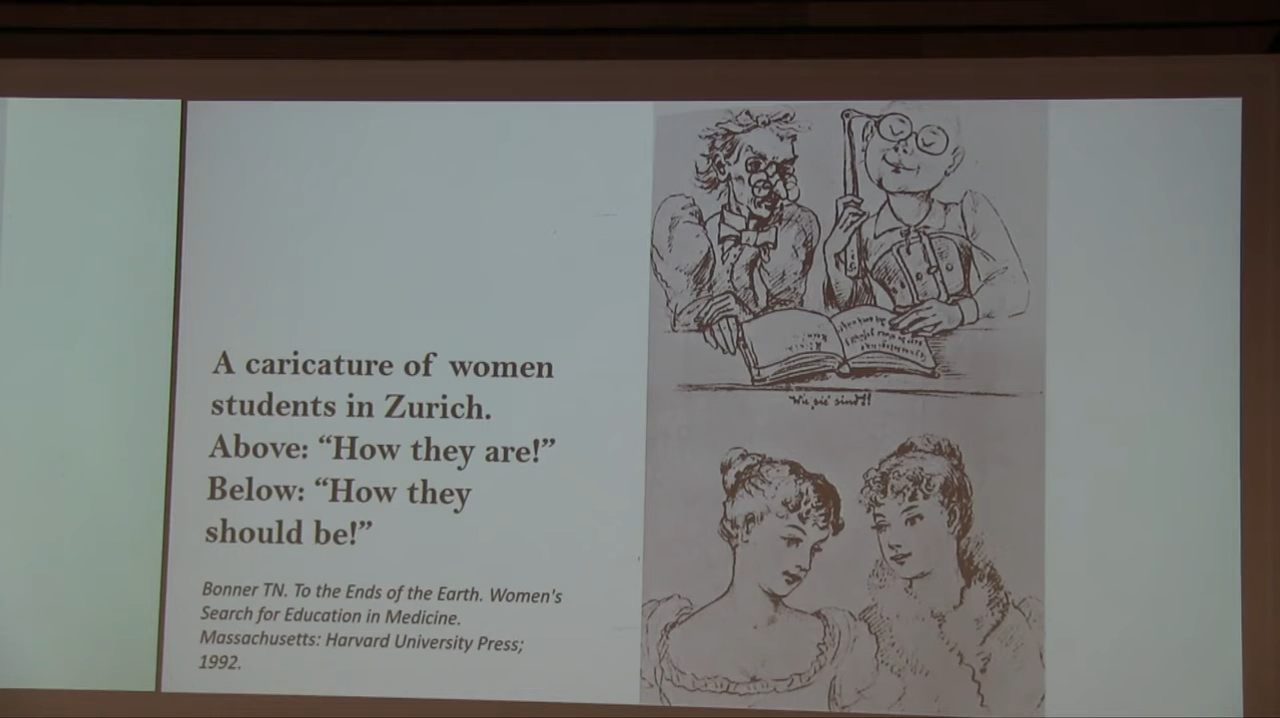 A caricature of women
students in Zurich.
Above: “How they are!”
Below: “How they
should be!”
Bonner TN. To the Ends of the Earth. Women's
Search for Education in Medicine.
Massachusetts: Harvard University Press;
1992.
Wie sie sind!!